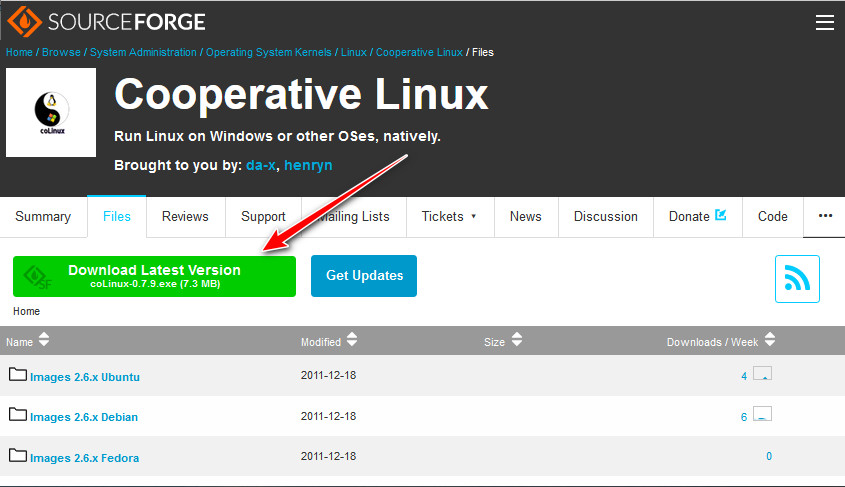 SOURCEFORGE
Home / Browse / System Administration / Operating System Kernels / Linux / Cooperative Linux / Files
coLinux
Cooperative Linux
Run Linux on Windows or other OSes, natively.
Brought to you by: da-x, henryn
Summary Files Reviews Support Mailing Lists Tickets News Discussion Donate Code •••
Download Latest Version
coLinux-0.7.9.exe (7.3 MB)
SF
Get Updates
Home
Name Modified Size Downloads / Week
Images 2.6.x Ubuntu 2011-12-18 4
Images 2.6.x Debian 2011-12-18 6
Images 2.6.x Fedora 2011-12-18 0